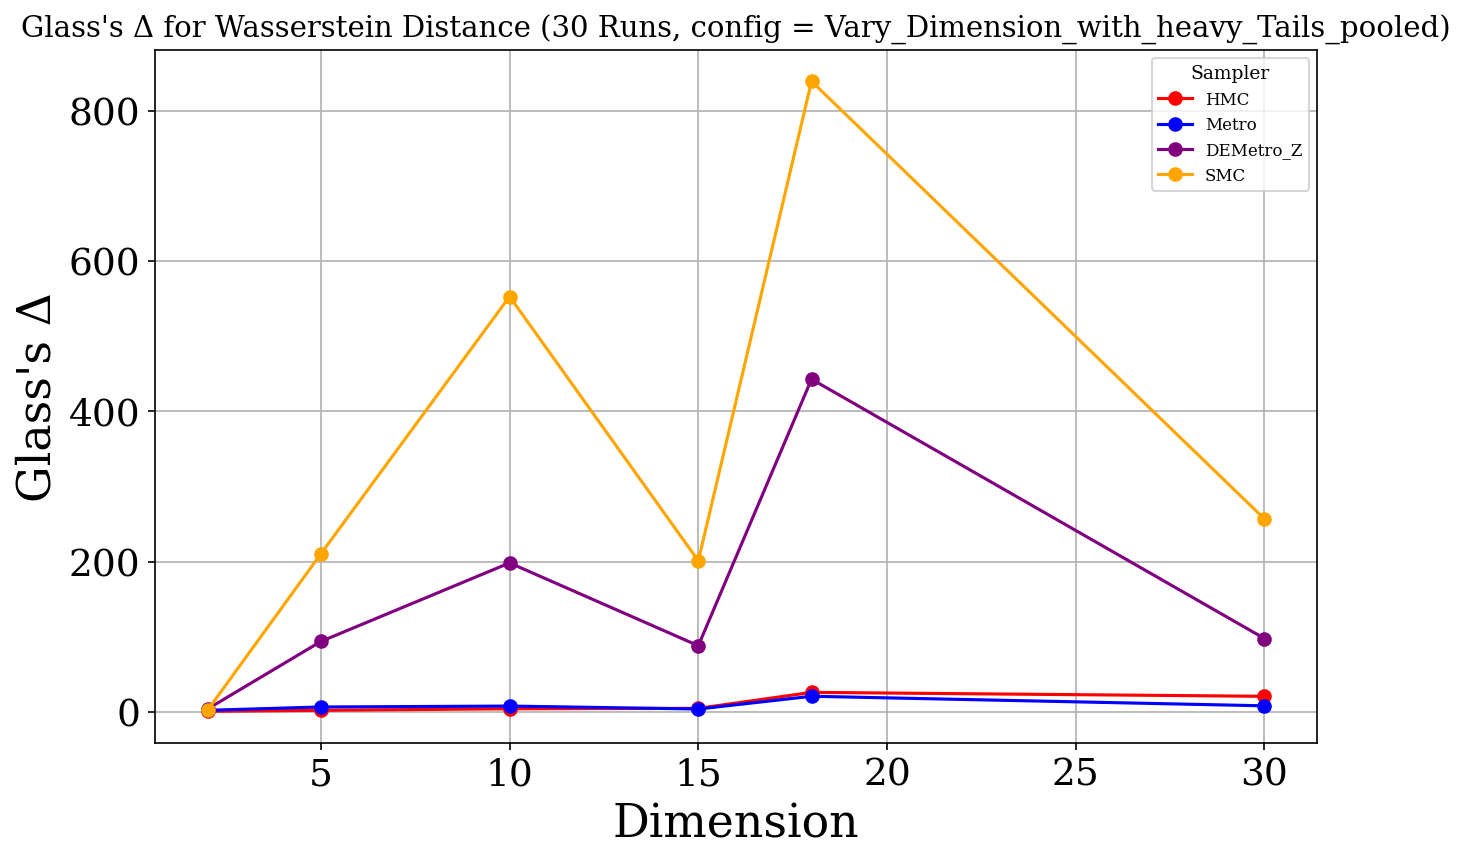 Glass's Δ for Wasserstein Distance (30 Runs, config = Vary_Dimension_with_heavy_Tails_pooled)
Sampler
HMC
Metro
DEMetro_Z
SMC
Glass's Δ
800
600
400
200
0
5
10
15
20
25
30
Dimension